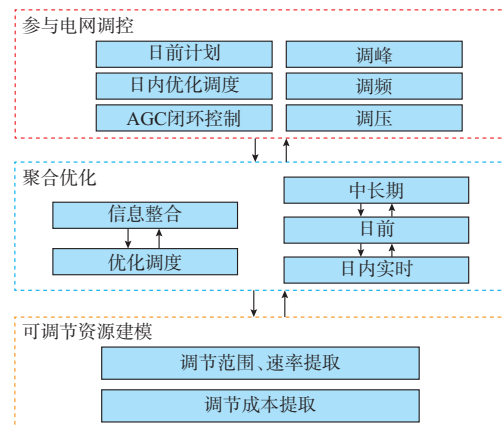 参与电网调控
日前计划
调峰
日内优化调度
调频
AGC闭环控制
调压
聚合优化
中长期
信息整合
日前
优化调度
日内实时
可调节资源建模
调节范围、速率提取
调节成本提取